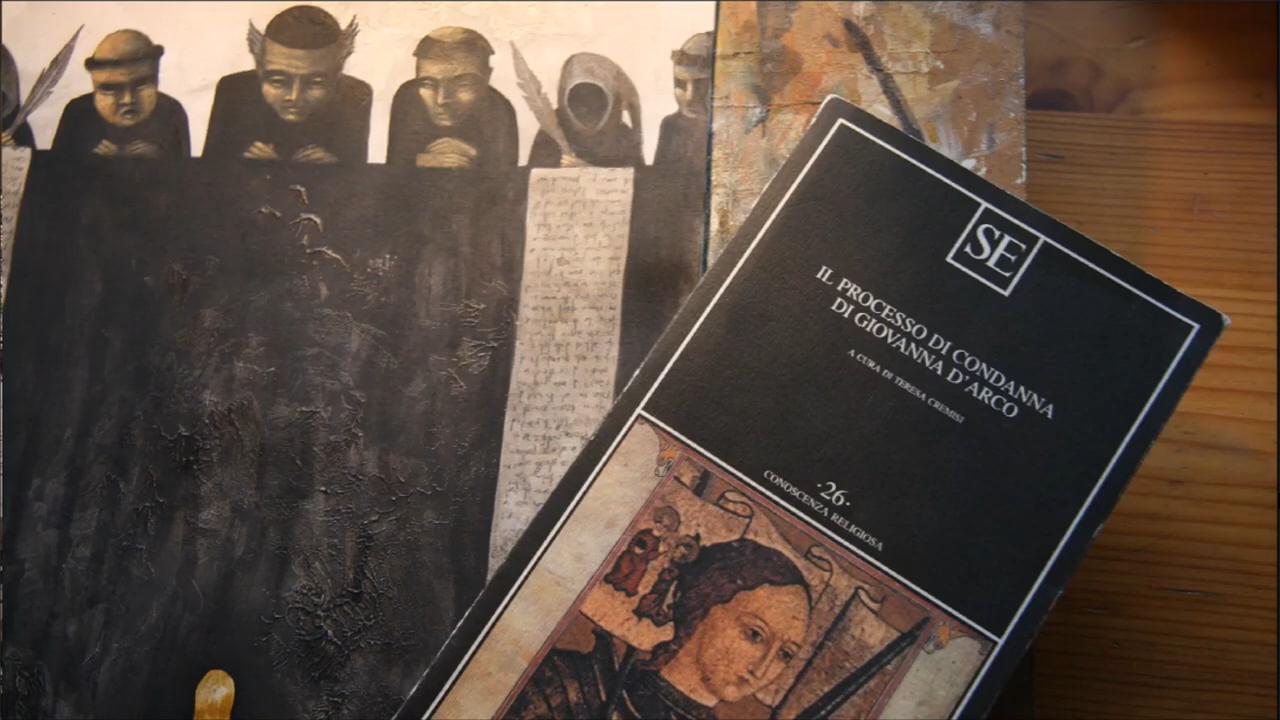 SE
IL PROCESSO DI CONDANNA
DI GIOVANNA D'ARCO
A CURA DI TERESA CREMISI
·26·
CONOSCENZA RELIGIOSA